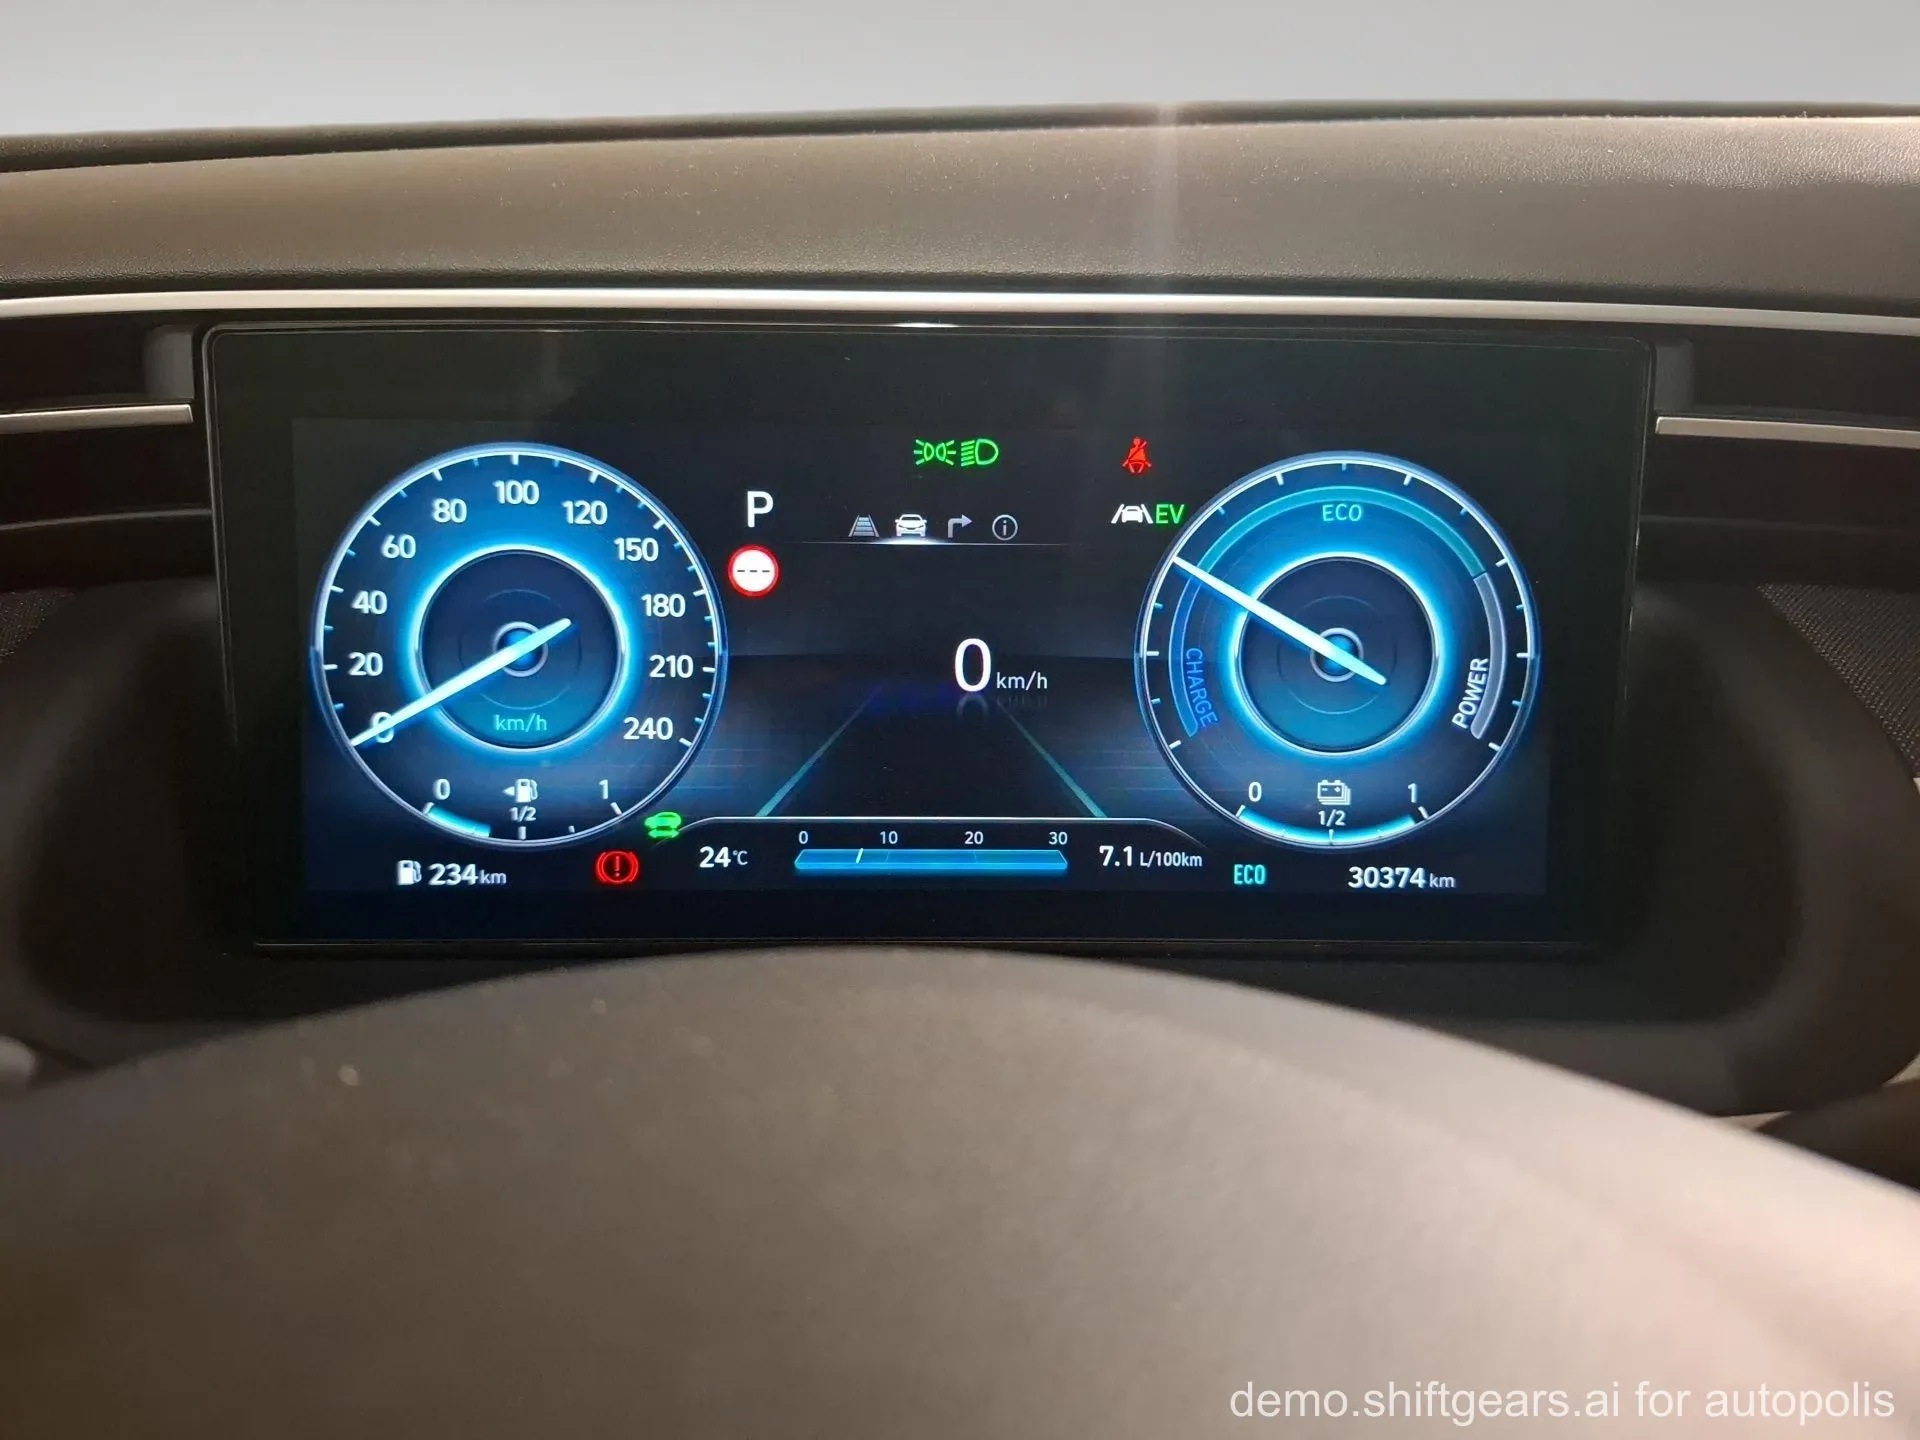 100
80
120
60
150
40
180
20
210
0
240
km/h
0
1/2
1
234 km
P
---
0 km/h
24°C
0 10 20 30
7.1 L/100km
EV
ECO
CHARGE
POWER
0
1/2
1
ECO
30374 km
demo.shiftgears.ai for autopolis